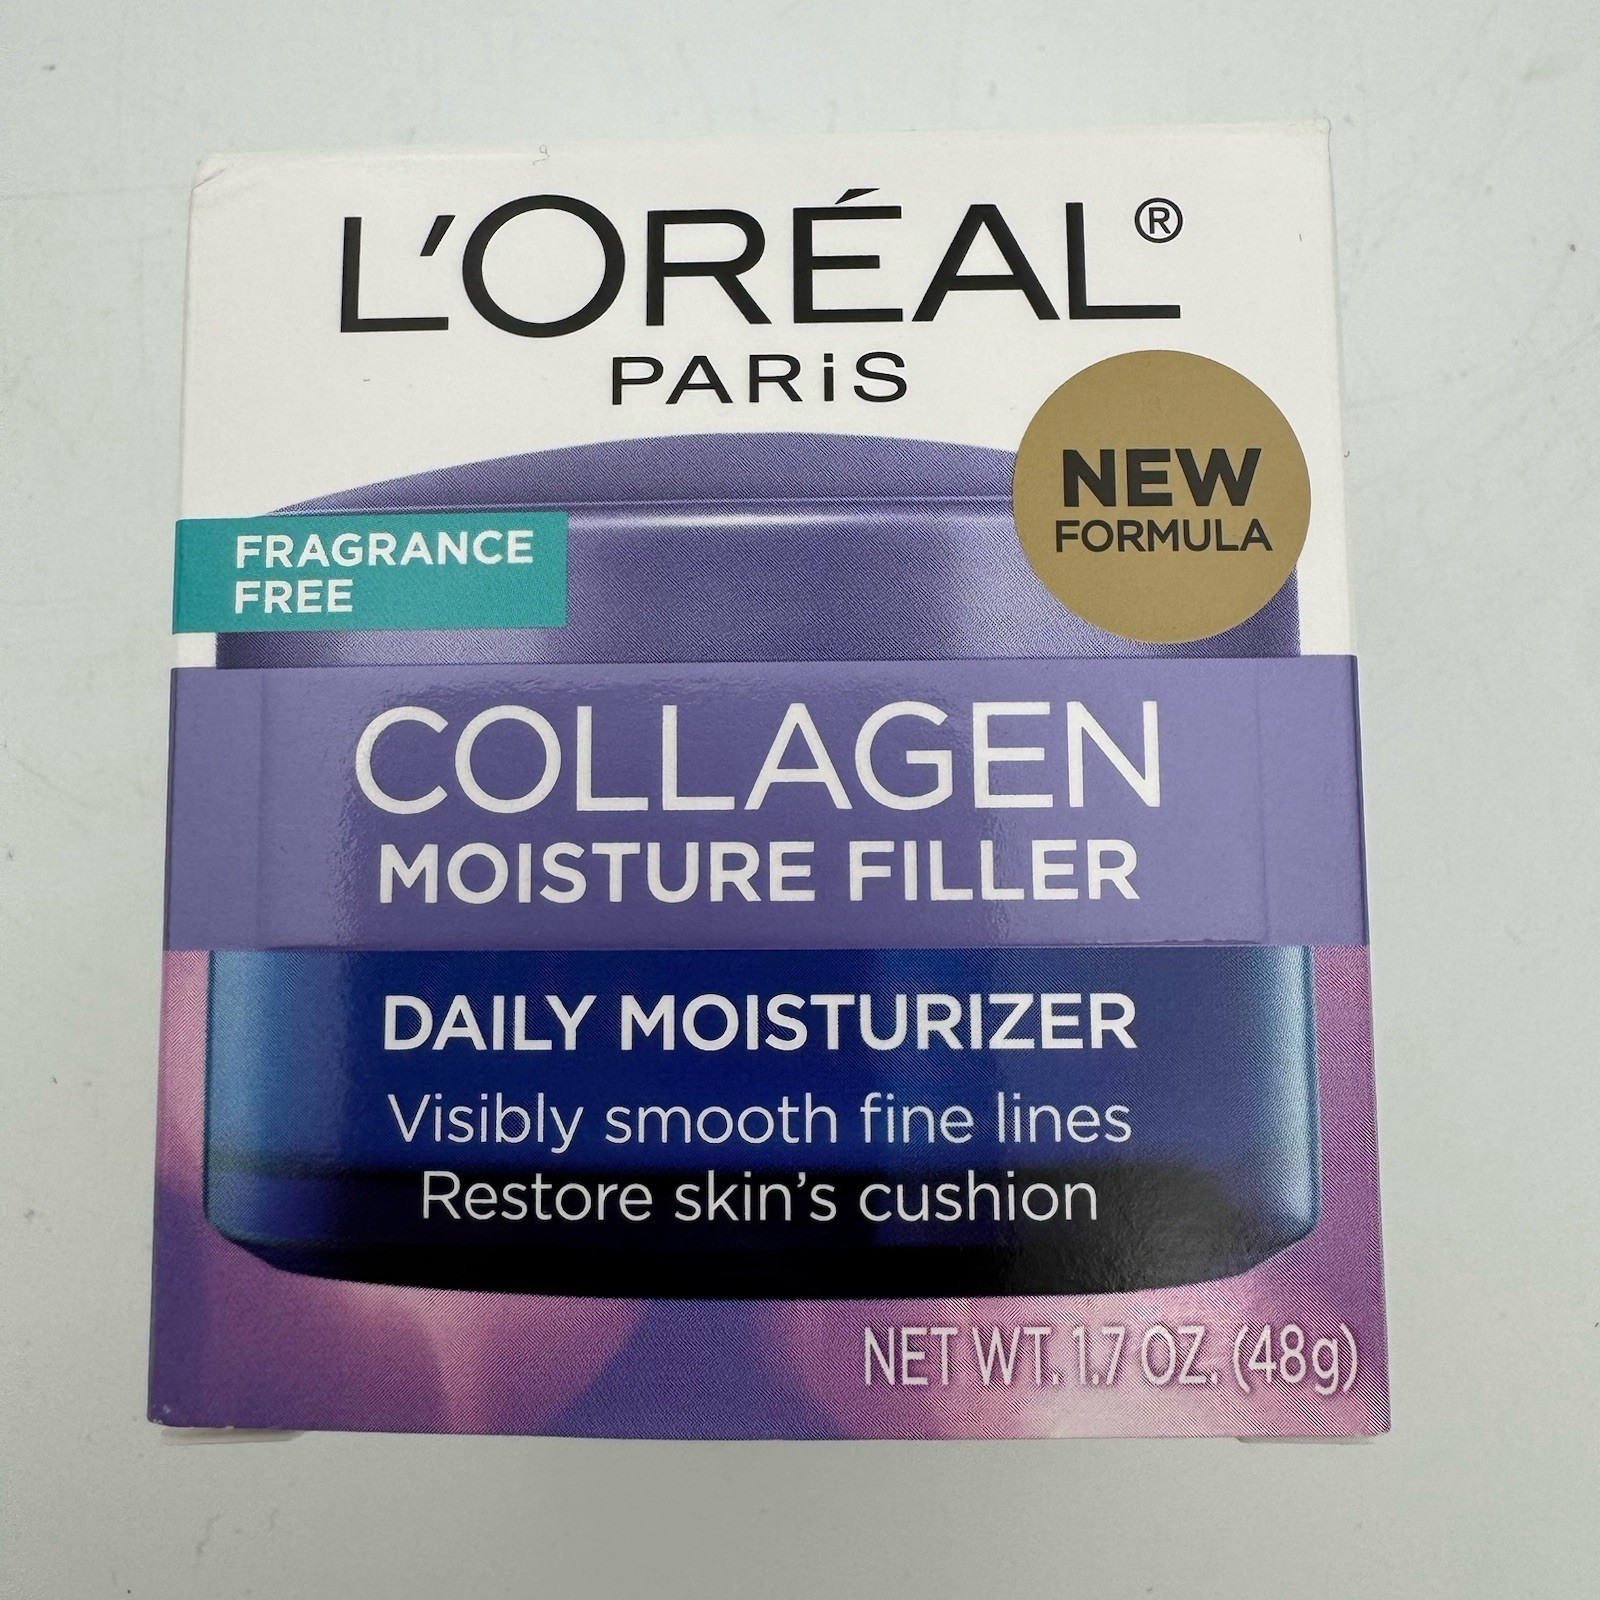 L'ORÉAL®
PARiS
NEW
FORMULA
FRAGRANCE
FREE
COLLAGEN
MOISTURE FILLER
DAILY MOISTURIZER
Visibly smooth fine lines
Restore skin's cushion
NET WT. 1.7 OZ. (48g)